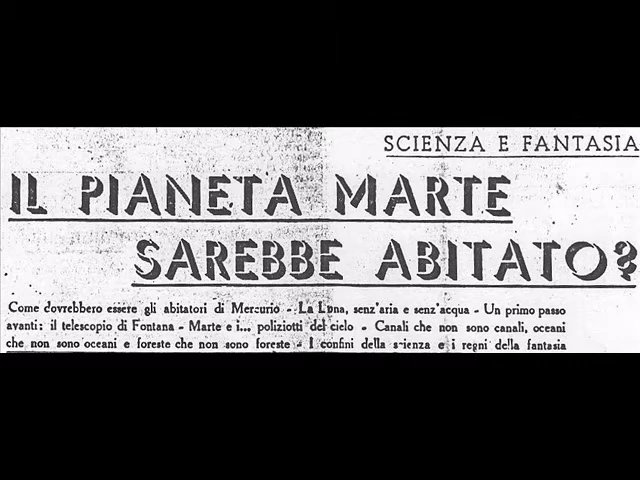 SCIENZA E FANTASIA
IL PIANETA MARTE
SAREBBE ABITATO?
Come dovrebbero essere gli abitatori di Mercurio - La Luna, senz'aria e senz'acqua - Un primo passo
avanti: il telescopio di Fontana - Marte e i... poliziotti del cielo - Canali che non sono canali, oceani
che non sono oceani e foreste che non sono foreste - I confini della scienza e i regni della fantasia